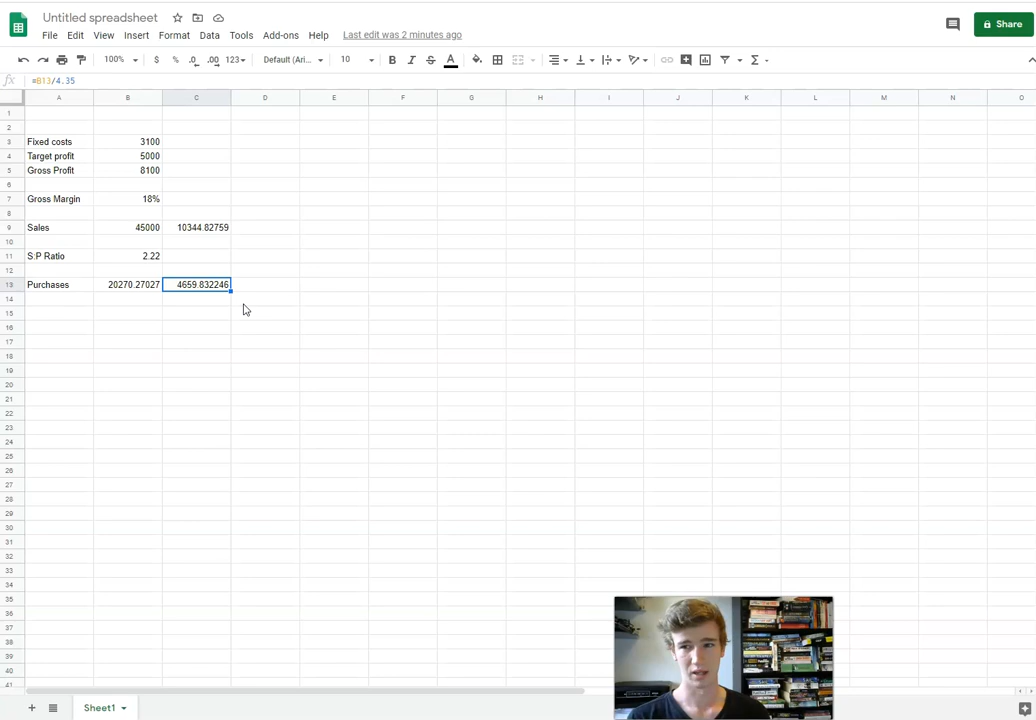 Untitled spreadsheet
File Edit View Insert Format Data Tools Add-ons Help Last edit was 2 minutes ago
Share
100% $ % .0 .00 123 Default (Ari... 10 B I S A Σ
fx =B13/4.35
A B C D E F G H I J K L M N O
1
2
3 Fixed costs 3100
4 Target profit 5000
5 Gross Profit 8100
6
7 Gross Margin 18%
8
9 Sales 45000 10344.82759
10
11 S:P Ratio 2.22
12
13 Purchases 20270.27027 4659.832246
14
15
16
17
18
19
20
21
22
23
24
25
26
27
28
29
30
31
32
33
34
35
36
37
38
39
40
41
Sheet1